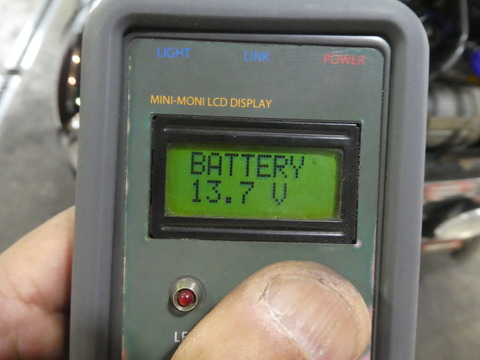 LIGHT LINK POWER
MINI-MONI LCD DISPLAY
BATTERY
13.7 V